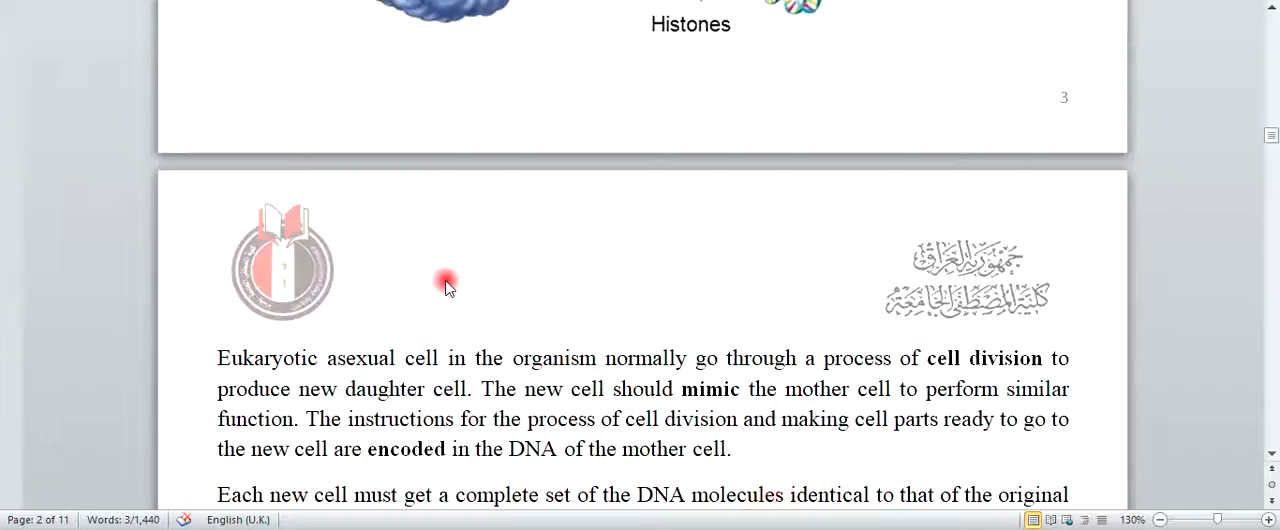 Histones
3
جمهورية العراق
كلية المصطفى الجامعة
Eukaryotic asexual cell in the organism normally go through a process of cell division to
produce new daughter cell. The new cell should mimic the mother cell to perform similar
function. The instructions for the process of cell division and making cell parts ready to go to
the new cell are encoded in the DNA of the mother cell.
Each new cell must get a complete set of the DNA molecules identical to that of the original
Page: 2 of 11
Words: 3/1,440
English (U.K.)
130%